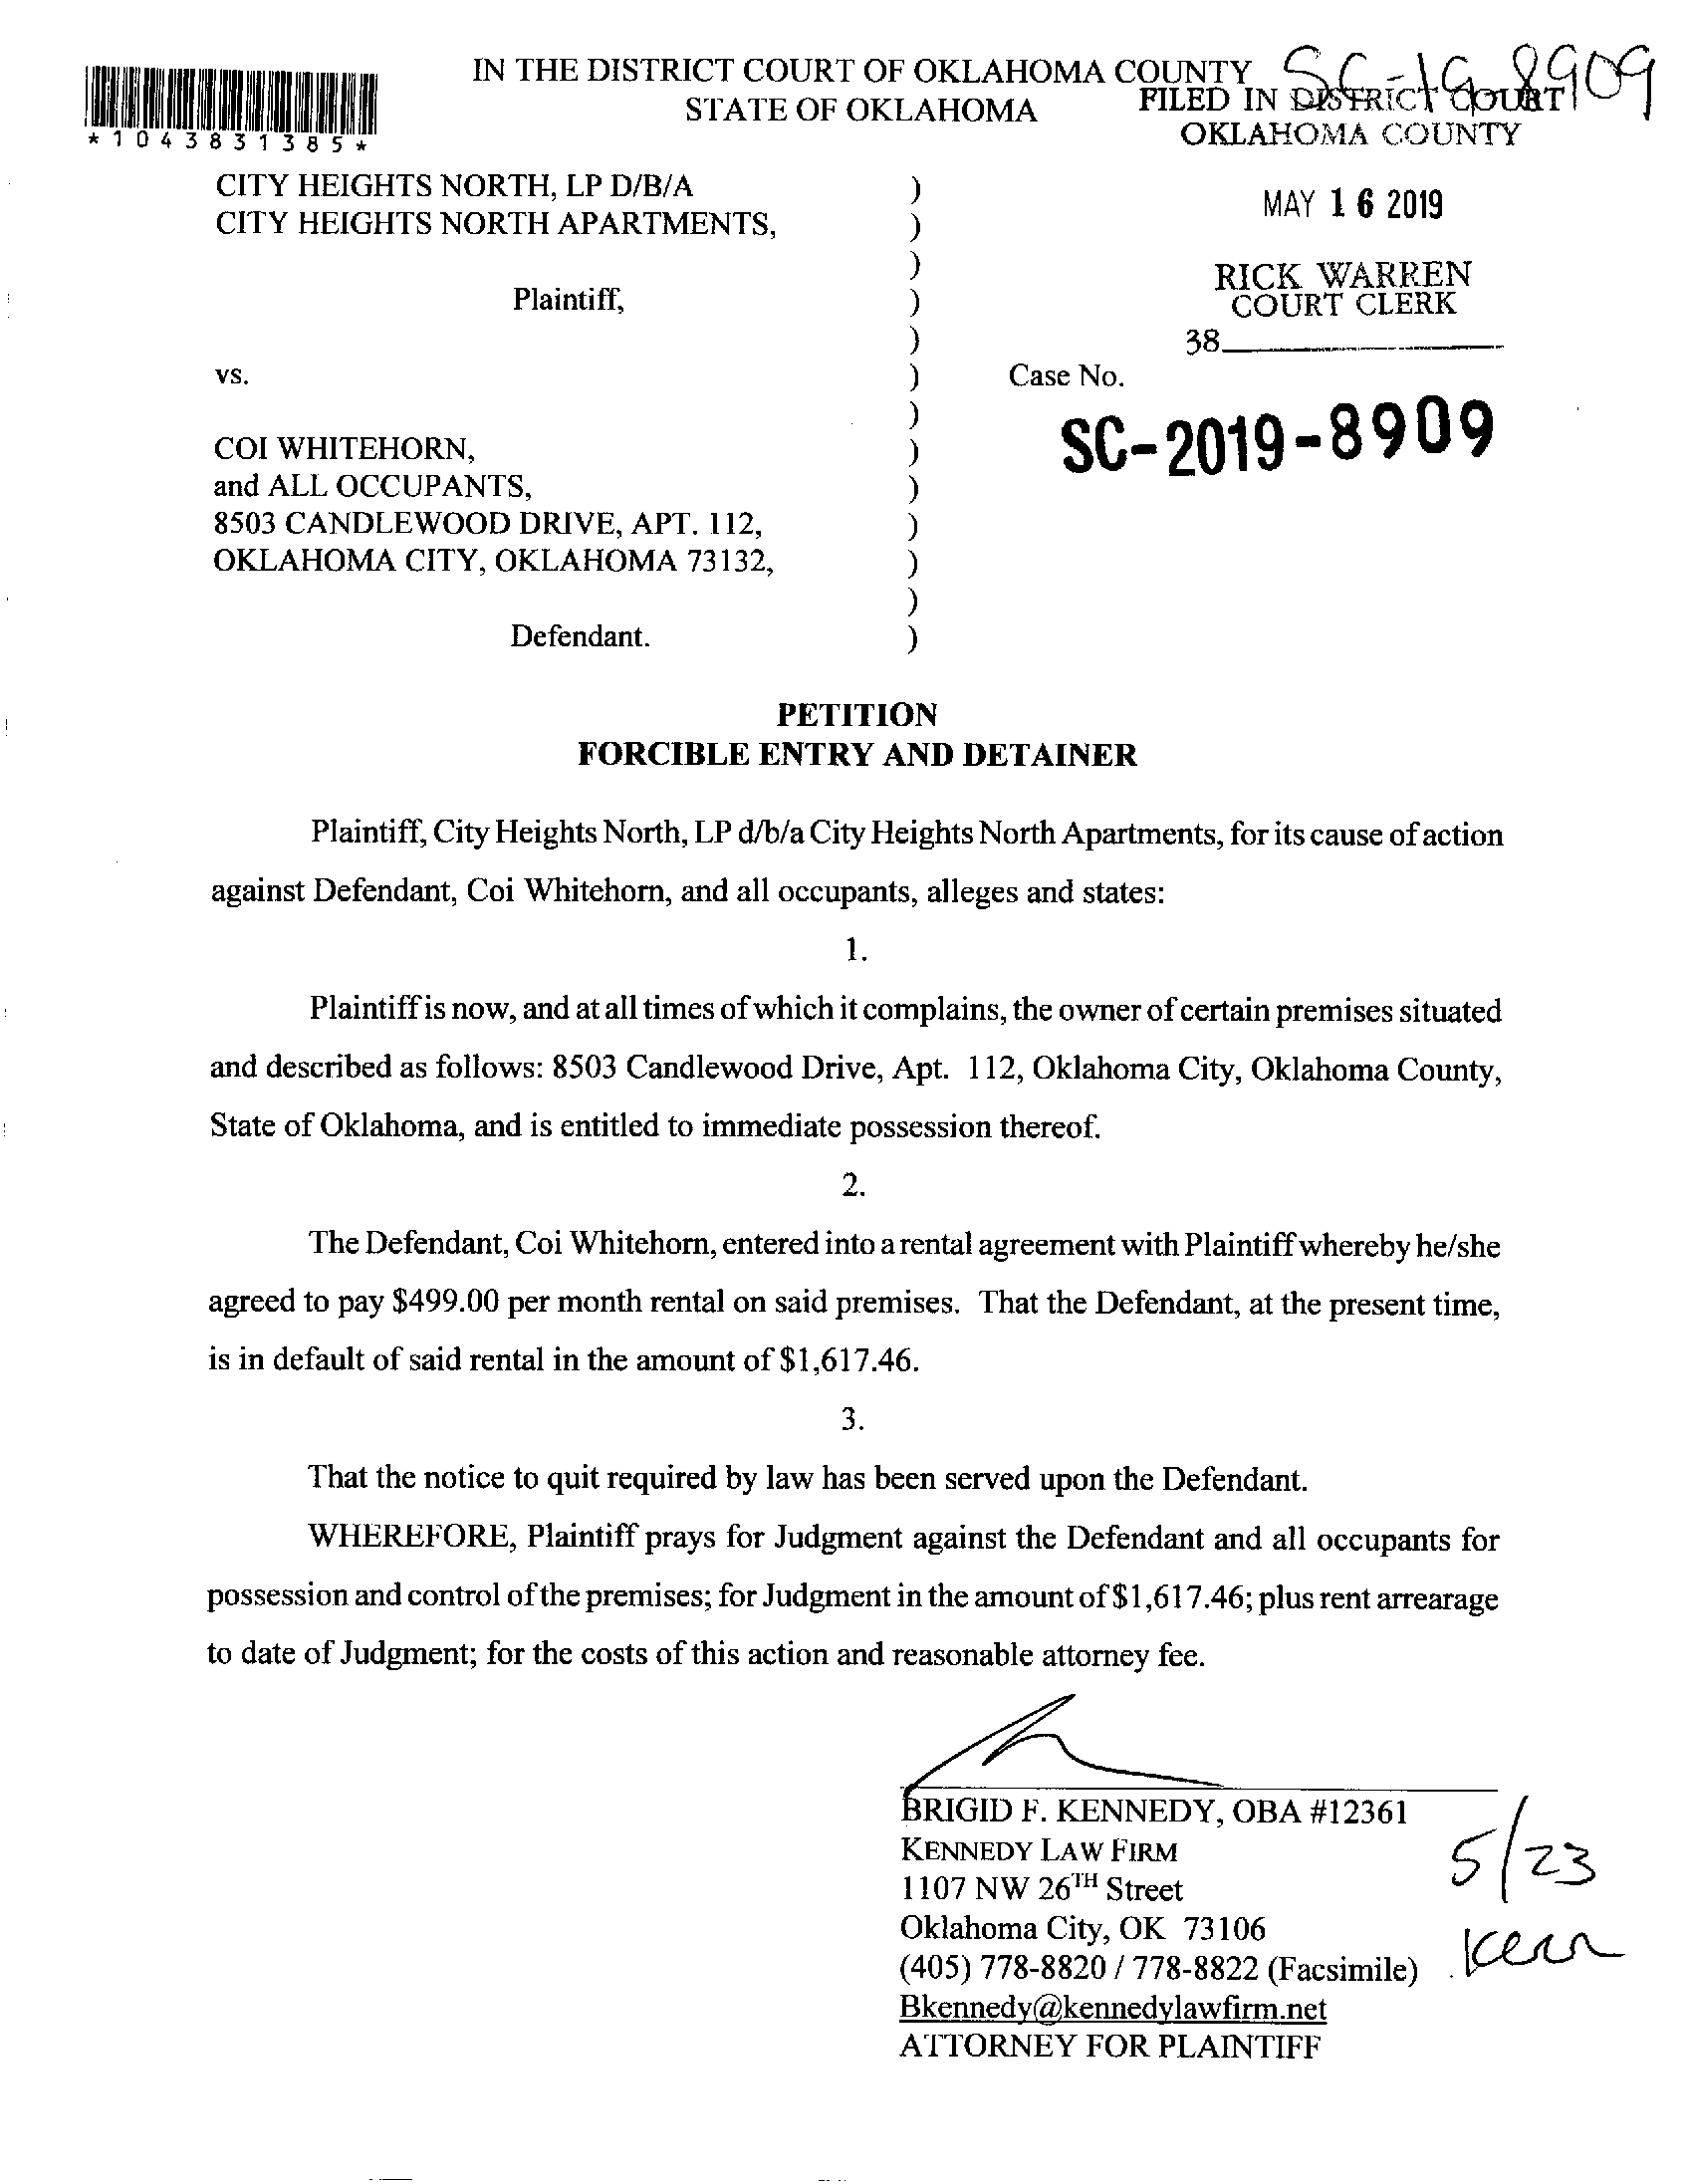 IN THE DISTRICT COURT OF OKLAHOMA COUNTY
STATE OF OKLAHOMA
SC-19-8909
FILED IN DISTRICT COURT
OKLAHOMA COUNTY
*1043831385*
MAY 16 2019
RICK WARREN
COURT CLERK
38
CITY HEIGHTS NORTH, LP D/B/A )
CITY HEIGHTS NORTH APARTMENTS, )
)
Plaintiff, )
)
vs. ) Case No.
) SC-2019-8909
COI WHITEHORN, )
and ALL OCCUPANTS, )
8503 CANDLEWOOD DRIVE, APT. 112, )
OKLAHOMA CITY, OKLAHOMA 73132, )
)
Defendant. )
PETITION
FORCIBLE ENTRY AND DETAINER
Plaintiff, City Heights North, LP d/b/a City Heights North Apartments, for its cause of action
against Defendant, Coi Whitehorn, and all occupants, alleges and states:
1.
Plaintiff is now, and at all times of which it complains, the owner of certain premises situated
and described as follows: 8503 Candlewood Drive, Apt. 112, Oklahoma City, Oklahoma County,
State of Oklahoma, and is entitled to immediate possession thereof.
2.
The Defendant, Coi Whitehorn, entered into a rental agreement with Plaintiff whereby he/she
agreed to pay $499.00 per month rental on said premises. That the Defendant, at the present time,
is in default of said rental in the amount of $1,617.46.
3.
That the notice to quit required by law has been served upon the Defendant.
WHEREFORE, Plaintiff prays for Judgment against the Defendant and all occupants for
possession and control of the premises; for Judgment in the amount of $1,617.46; plus rent arrearage
to date of Judgment; for the costs of this action and reasonable attorney fee.
BRIGID F. KENNEDY, OBA #12361
KENNEDY LAW FIRM
1107 NW 26TH Street
Oklahoma City, OK 73106
(405) 778-8820 / 778-8822 (Facsimile)
Bkennedy@kennedylawfirm.net
ATTORNEY FOR PLAINTIFF
5/23